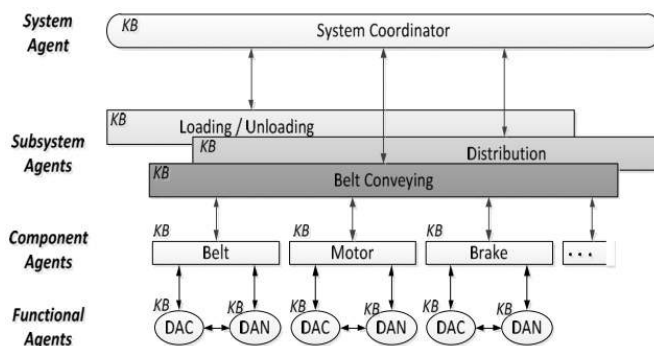 System
Agent
KB
System Coordinator
KB
Loading / Unloading
Subsystem
Agents
KB
Distribution
KB
Belt Conveying
Component
Agents
KB
Belt
KB
Motor
KB
Brake
...
Functional
Agents
KB
DAC
KB
DAN
KB
DAC
KB
DAN
KB
DAC
KB
DAN